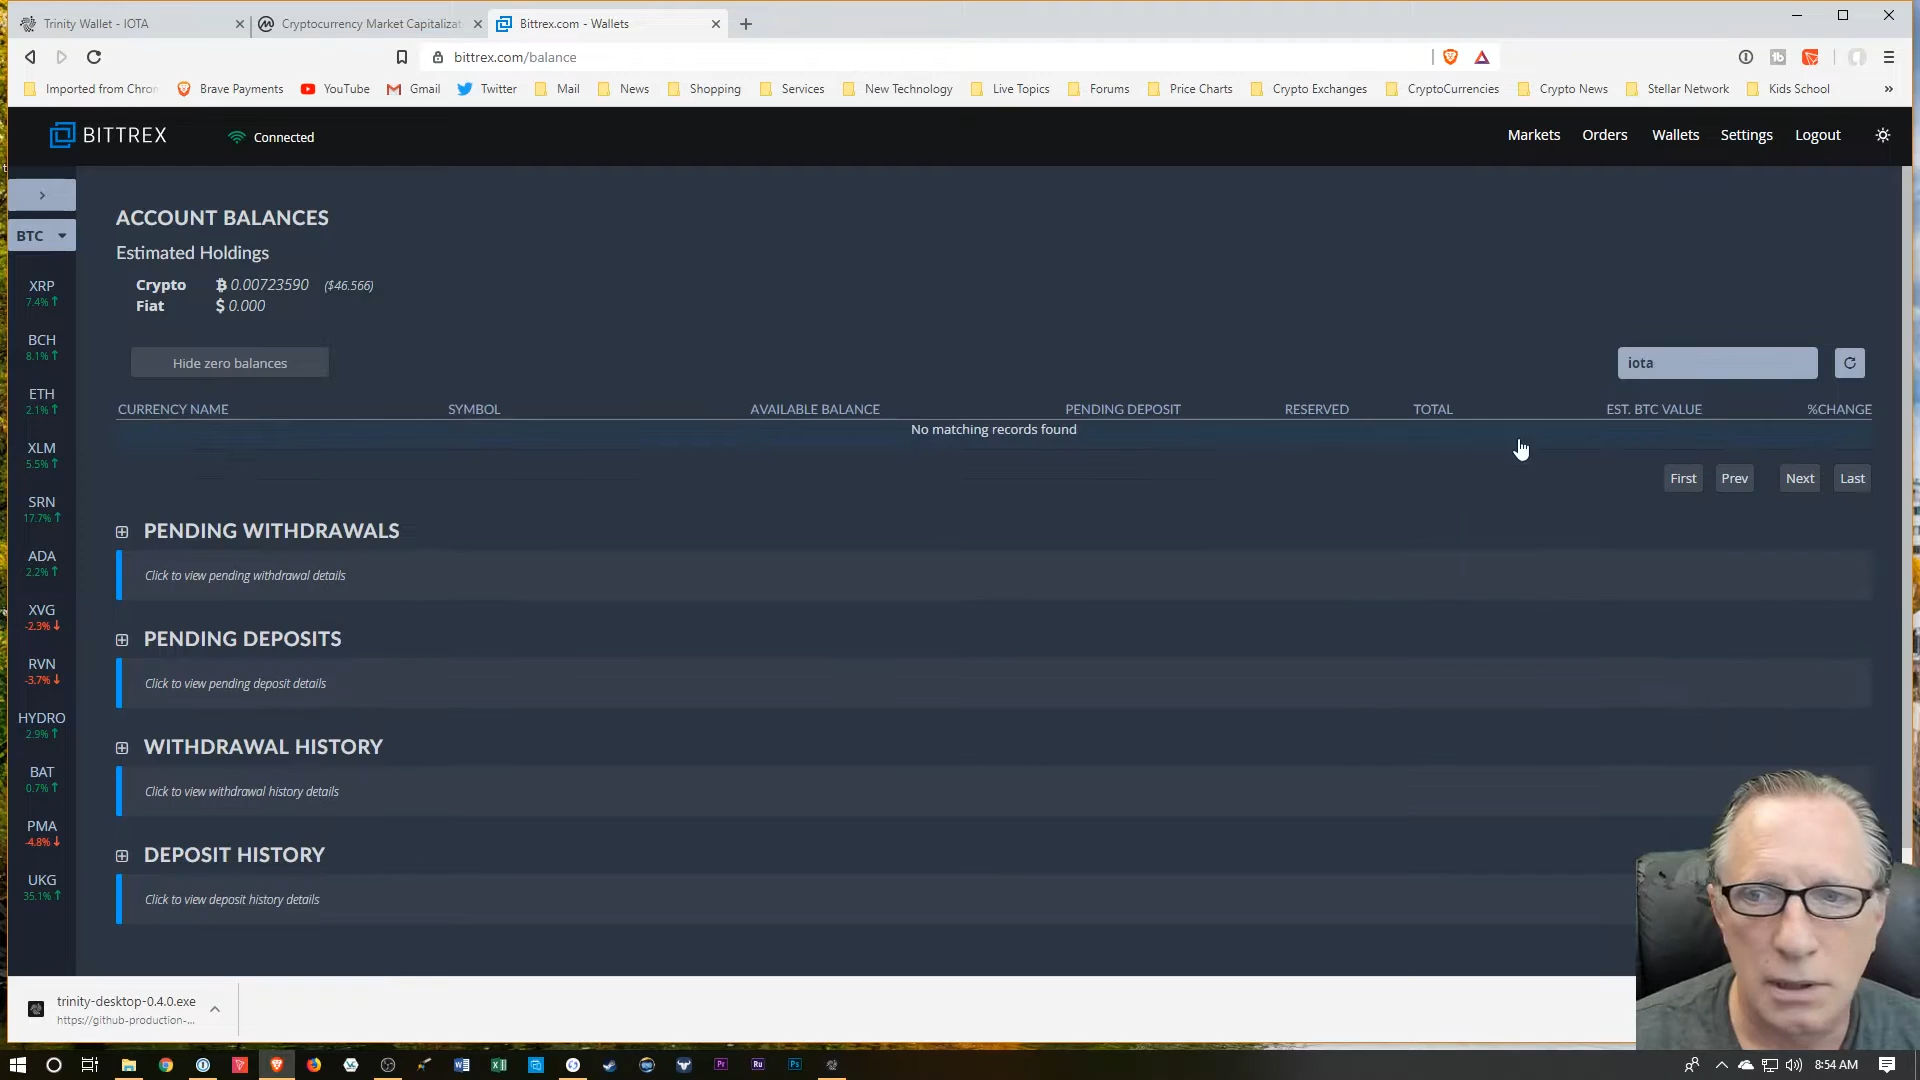 Trinity Wallet - IOTA
Cryptocurrency Market Capitalizat
Bittrex.com - Wallets
bittrex.com/balance
Imported from Chron
Brave Payments
YouTube
Gmail
Twitter
Mail
News
Shopping
Services
New Technology
Live Topics
Forums
Price Charts
Crypto Exchanges
CryptoCurrencies
Crypto News
Stellar Network
Kids School
BITTREX
Connected
Markets
Orders
Wallets
Settings
Logout
BTC
XRP
7.4%↑
BCH
8.1%↑
ETH
2.1%↑
XLM
5.5%↑
SRN
17.7%↑
ADA
2.2%↑
XVG
-2.3%↓
RVN
-3.7%↓
HYDRO
2.9%↑
BAT
0.7%↑
PMA
-4.8%↓
UKG
35.1%↑
ACCOUNT BALANCES
Estimated Holdings
Crypto ₿ 0.00723590 ($46.566)
Fiat $ 0.000
Hide zero balances
iota
CURRENCY NAME SYMBOL AVAILABLE BALANCE PENDING DEPOSIT RESERVED TOTAL EST. BTC VALUE %CHANGE
No matching records found
First Prev Next Last
PENDING WITHDRAWALS
Click to view pending withdrawal details
PENDING DEPOSITS
Click to view pending deposit details
WITHDRAWAL HISTORY
Click to view withdrawal history details
DEPOSIT HISTORY
Click to view deposit history details
trinity-desktop-0.4.0.exe
https://github-production-...
8:54 AM